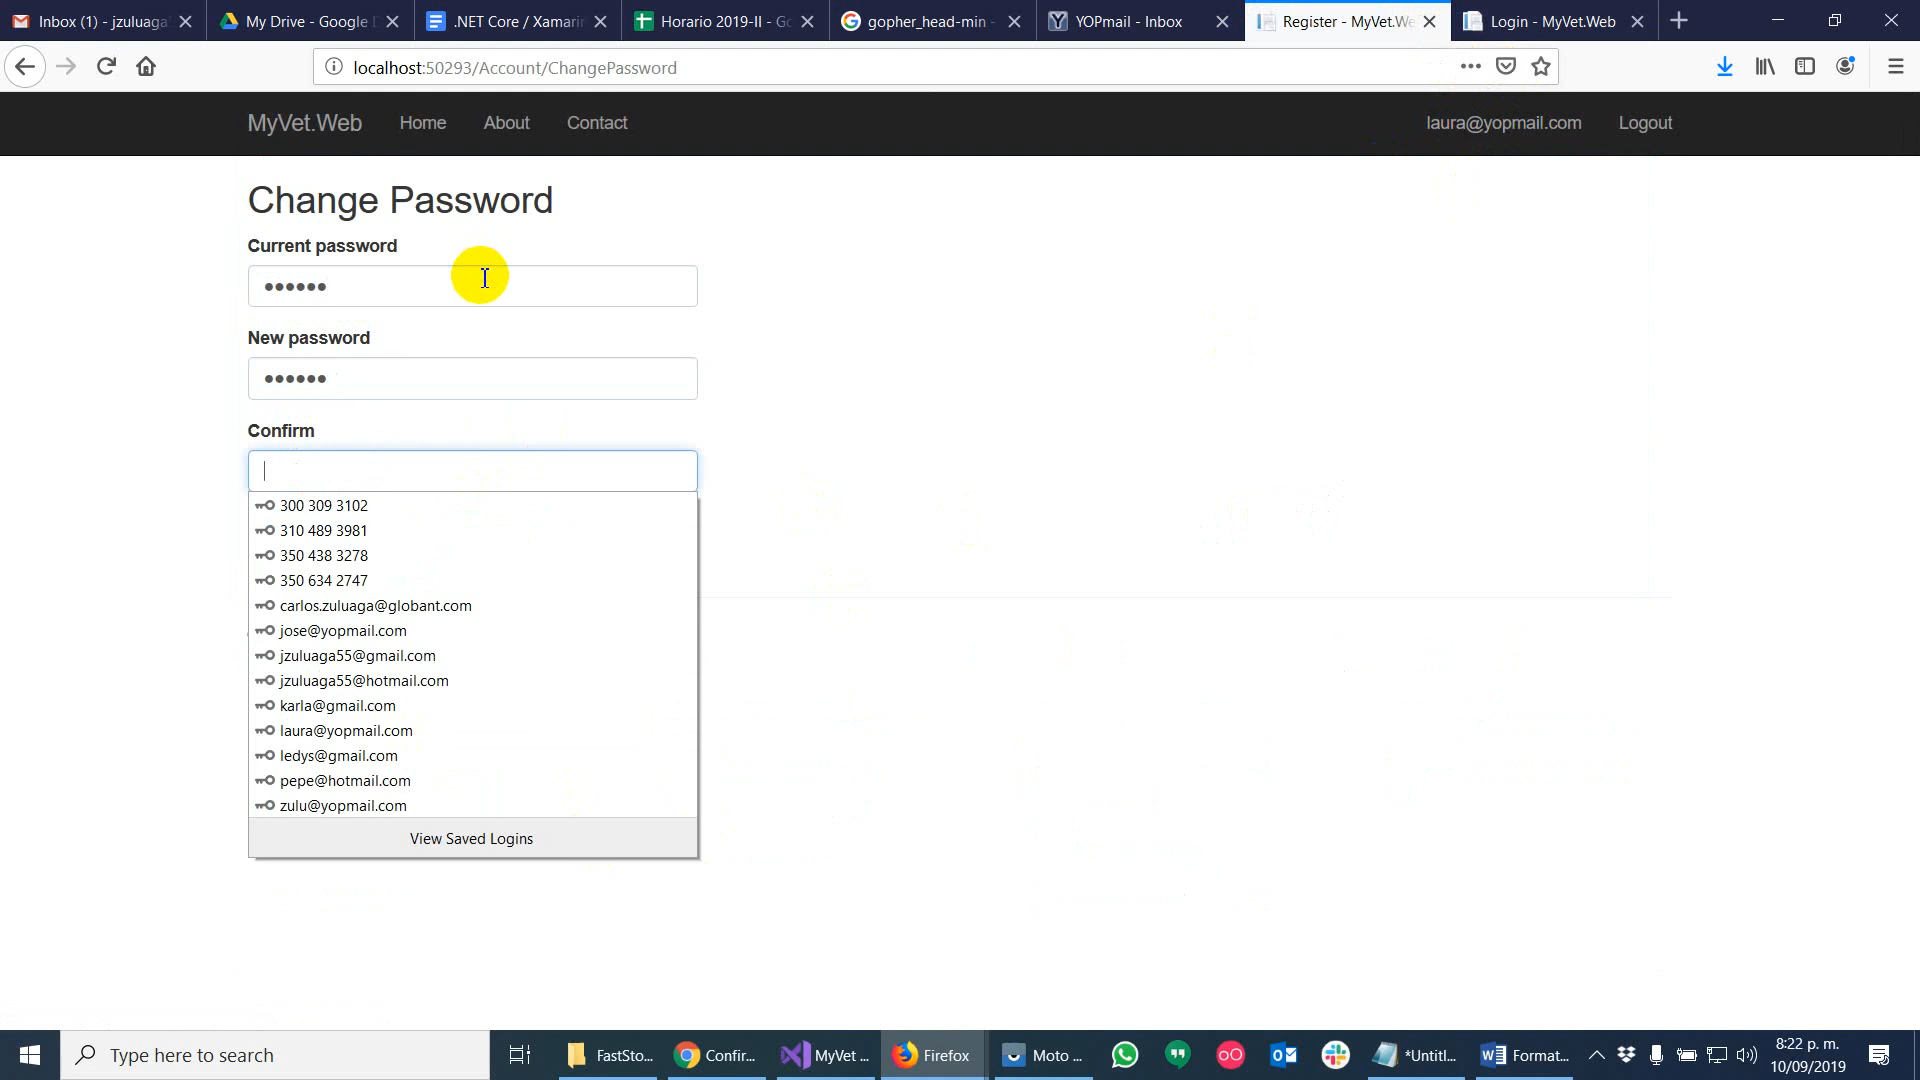 Inbox (1) - jzuluaga
My Drive - Google D
.NET Core / Xamarin
Horario 2019-II - Go
gopher_head-min -
YOPmail - Inbox
Register - MyVet.We
Login - MyVet.Web
localhost:50293/Account/ChangePassword
MyVet.Web
Home
About
Contact
laura@yopmail.com
Logout
Change Password
Current password
New password
Confirm
300 309 3102
310 489 3981
350 438 3278
350 634 2747
carlos.zuluaga@globant.com
jose@yopmail.com
jzuluaga55@gmail.com
jzuluaga55@hotmail.com
karla@gmail.com
laura@yopmail.com
ledys@gmail.com
pepe@hotmail.com
zulu@yopmail.com
View Saved Logins
Type here to search
FastSto...
Confir...
MyVet ...
Firefox
Moto ...
*Untitl...
Format...
8:22 p. m.
10/09/2019